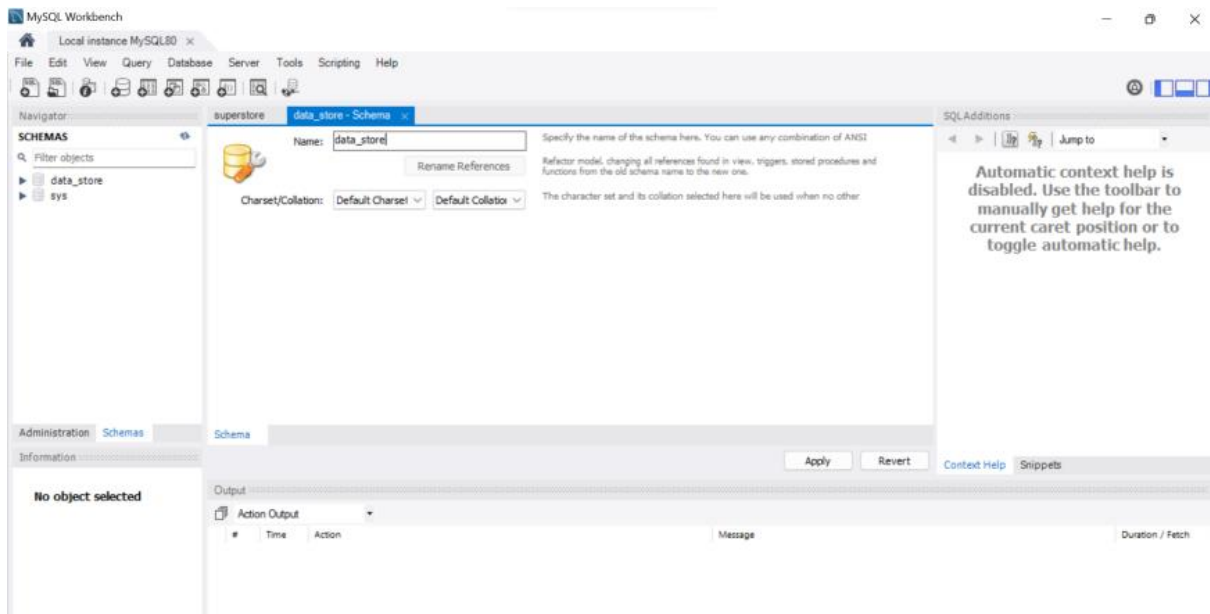 MySQL Workbench
Local instance MySQL80
File Edit View Query Database Server Tools Scripting Help
Navigator
SCHEMAS
Filter objects
data_store
sys
Administration Schemas
Information
No object selected
superstore data_store - Schema
Name: data_store
Specify the name of the schema here. You can use any combination of ANSI
Rename References
Refactor model, changing all references found in view, triggers, stored procedures and
functions from the old schema name to the new one.
Charset/Collation: Default Charset Default Collation
The character set and its collation selected here will be used when no other
Schema
Apply Revert
Output
Action Output
# Time Action Message Duration / Fetch
SQLAdditions
Jump to
Automatic context help is
disabled. Use the toolbar to
manually get help for the
current caret position or to
toggle automatic help.
Context Help Snippets